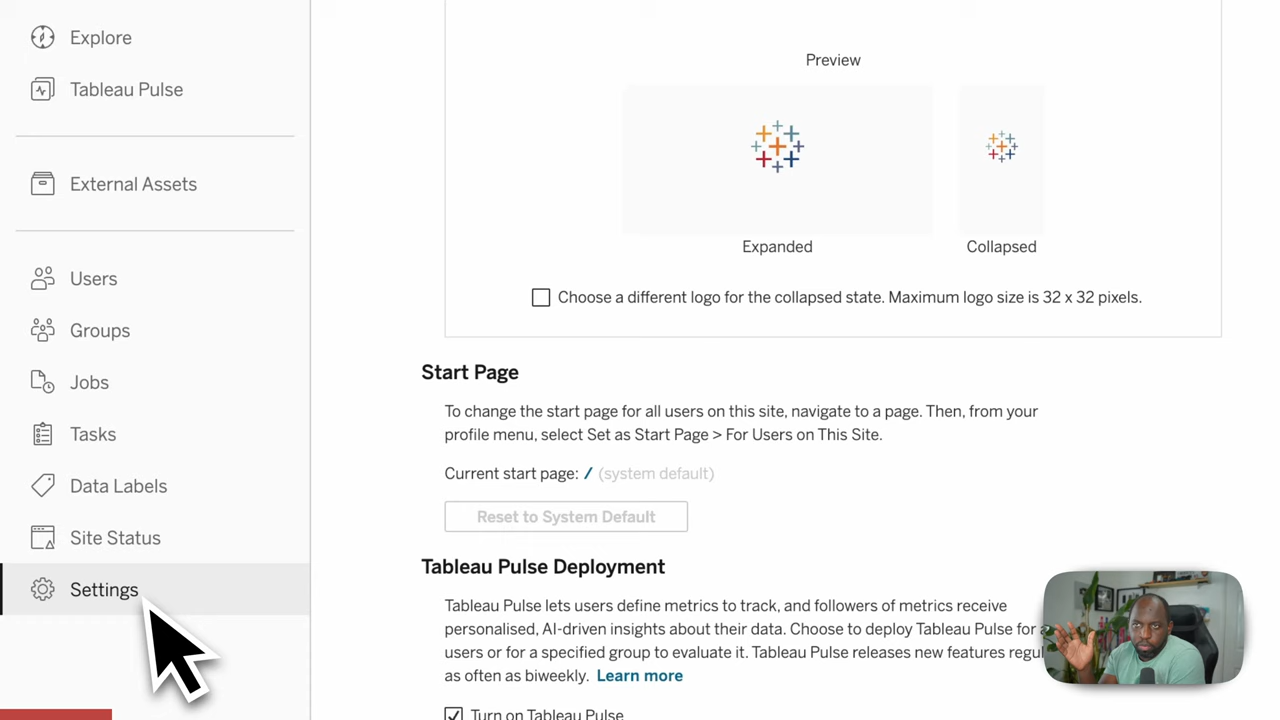 Explore
Tableau Pulse
External Assets
Users
Groups
Jobs
Tasks
Data Labels
Site Status
Settings
Preview
Expanded
Collapsed
Choose a different logo for the collapsed state. Maximum logo size is 32 x 32 pixels.
Start Page
To change the start page for all users on this site, navigate to a page. Then, from your
profile menu, select Set as Start Page > For Users on This Site.
Current start page: / (system default)
Reset to System Default
Tableau Pulse Deployment
Tableau Pulse lets users define metrics to track, and followers of metrics receive
personalised, AI-driven insights about their data. Choose to deploy Tableau Pulse for
users or for a specified group to evaluate it. Tableau Pulse releases new features
as often as biweekly. Learn more
Turn on Tableau Pulse